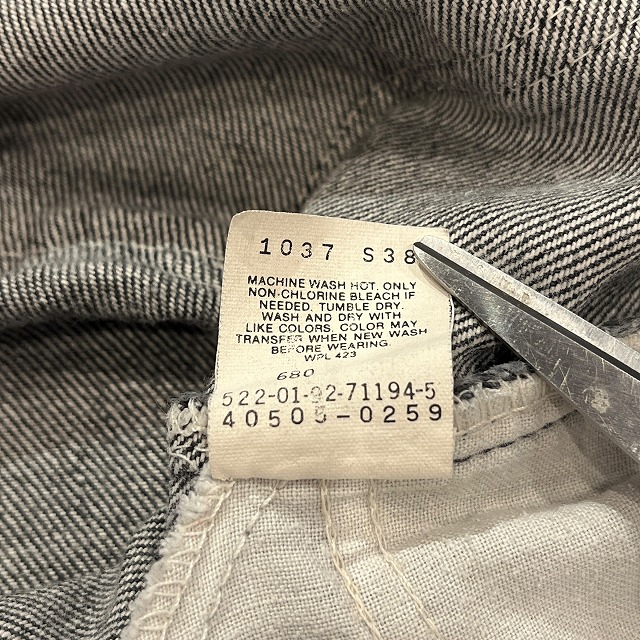 1037 S38
MACHINE WASH HOT. ONLY
NON-CHLORINE BLEACH IF
NEEDED. TUMBLE DRY.
WASH AND DRY WITH
LIKE COLORS. COLOR MAY
TRANSFER WHEN NEW WASH
BEFORE WEARING.
WPL 423
680
522-01-92-71194-5
40505-0259